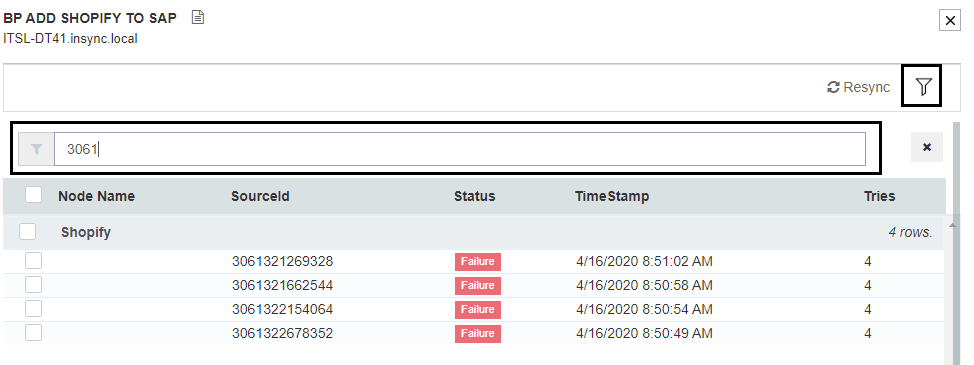 BP ADD SHOPIFY TO SAP
ITSL-DT41.insync.local
Resync
3061
Node Name SourceId Status TimeStamp Tries
Shopify 4 rows.
3061321269328 Failure 4/16/2020 8:51:02 AM 4
3061321662544 Failure 4/16/2020 8:50:58 AM 4
3061322154064 Failure 4/16/2020 8:50:54 AM 4
3061322678352 Failure 4/16/2020 8:50:49 AM 4